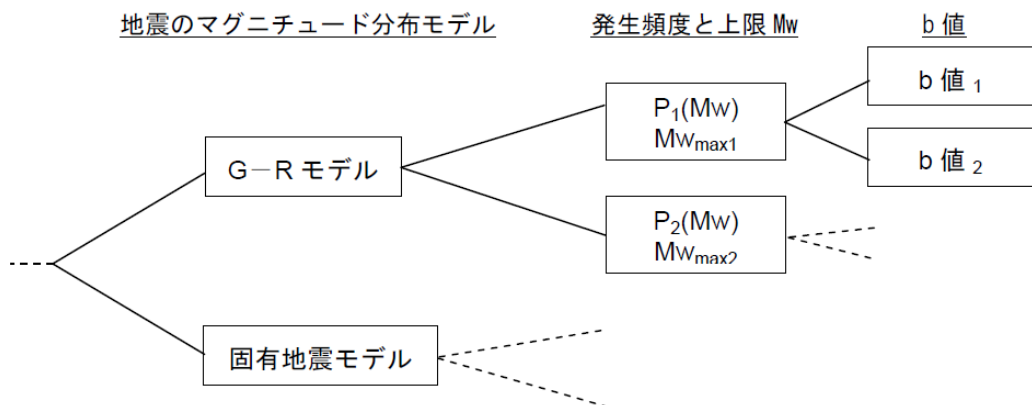 地震のマグニチュード分布モデル
発生頻度と上限 Mw
b 値
b 値 1
P1(Mw)
Mwmax1
G－R モデル
b 値 2
P2(Mw)
Mwmax2
固有地震モデル